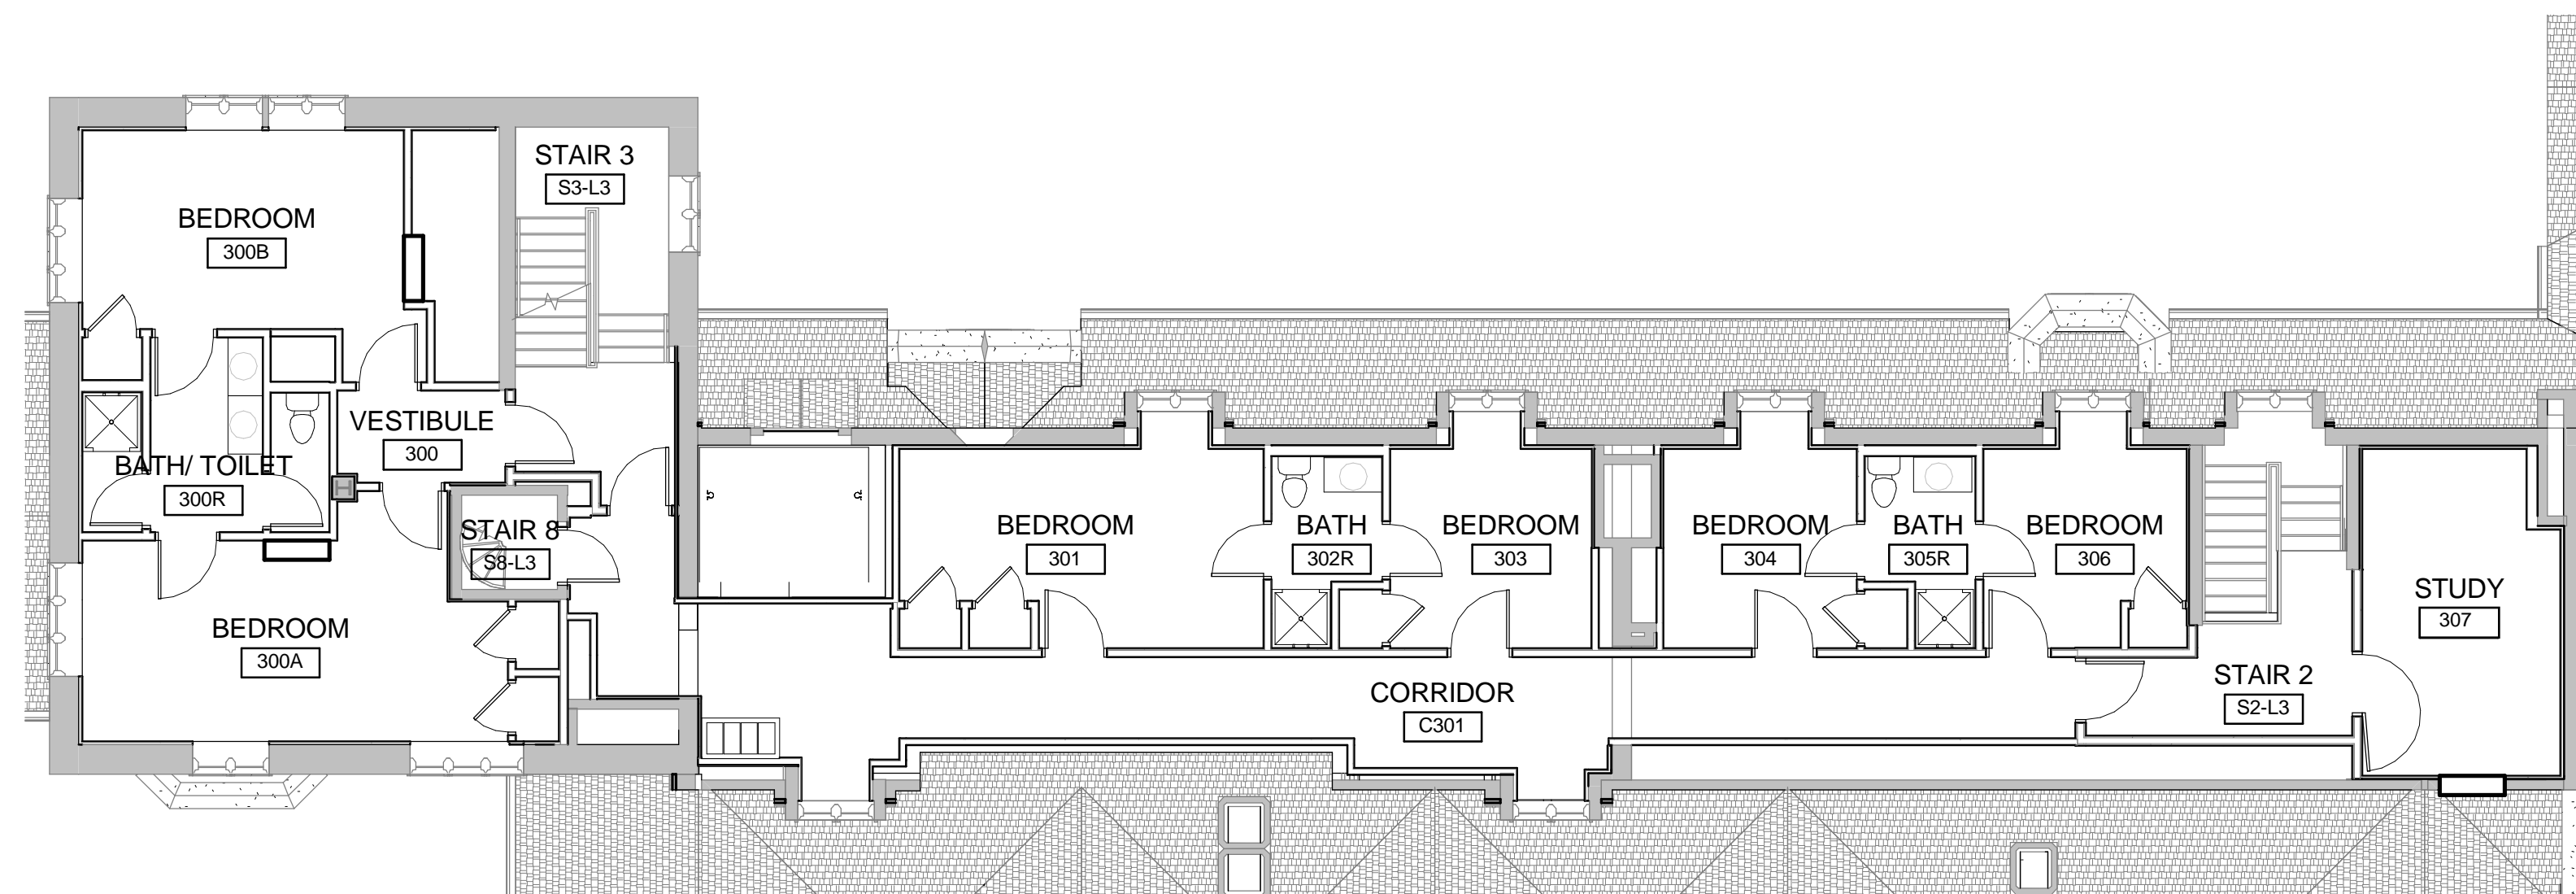 STAIR 3
S3-L3
BEDROOM
300B
VESTIBULE
300
BATH/ TOILET
300R
STAIR 8
S8-L3
BEDROOM
300A
BEDROOM
301
BATH
302R
BEDROOM
303
BEDROOM
304
BATH
305R
BEDROOM
306
STUDY
307
CORRIDOR
C301
STAIR 2
S2-L3